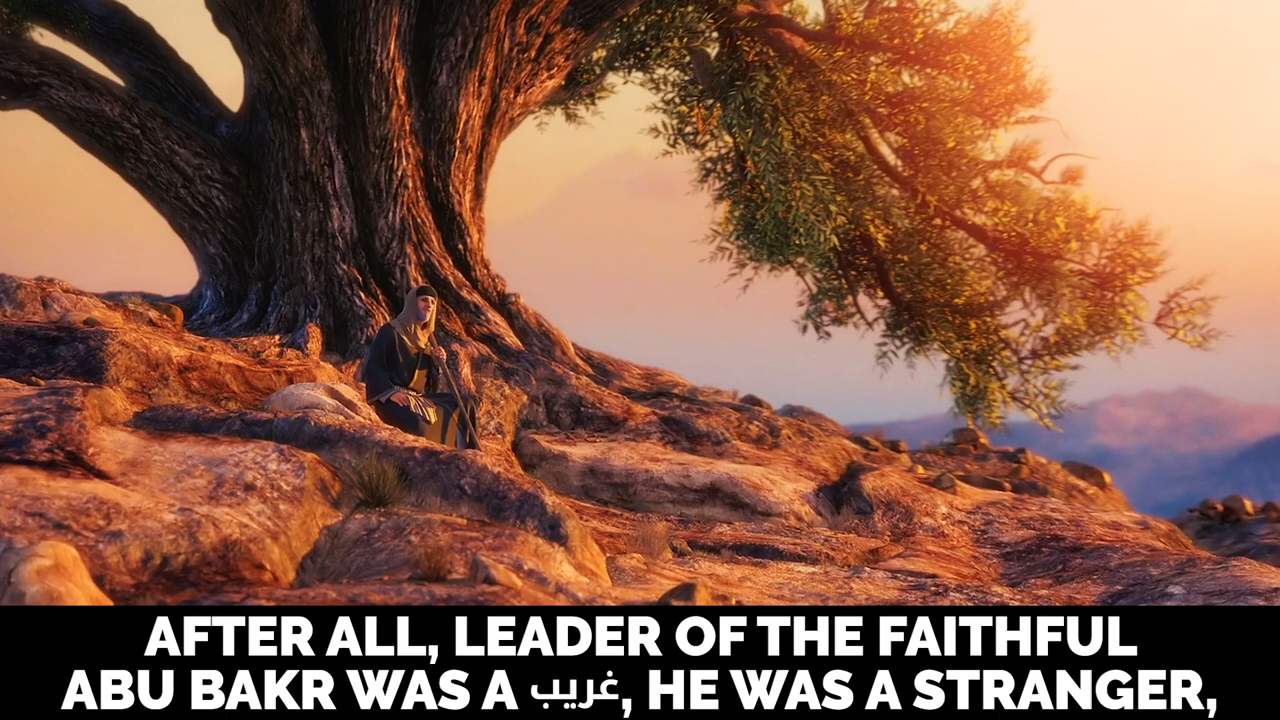 AFTER ALL, LEADER OF THE FAITHFUL
ABU BAKR WAS A غريب, HE WAS A STRANGER,